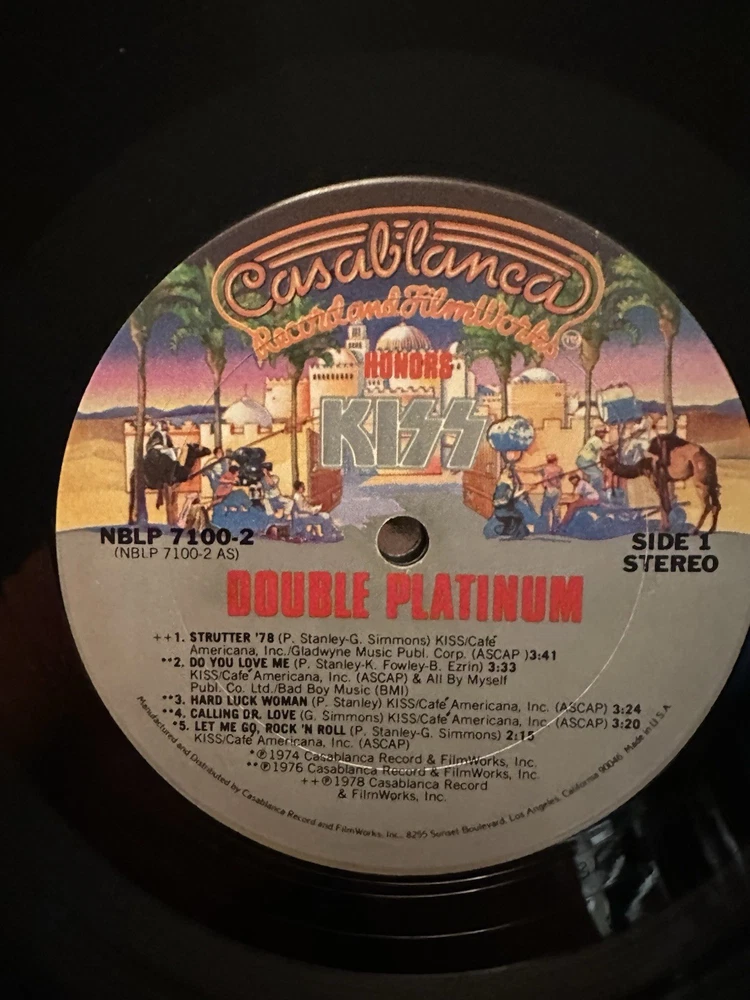 Casablanca
Record and FilmWorks
HONORS
KISS
NBLP 7100-2
(NBLP 7100-2 AS)
SIDE 1
STEREO
DOUBLE PLATINUM
++1. STRUTTER '78 (P. Stanley-G. Simmons) KISS/Café
Americana, Inc./Gladwyne Music Publ. Corp. (ASCAP )3:41
**2. DO YOU LOVE ME (P. Stanley-K. Fowley-B. Ezrin) 3:33
KISS/Café Americana, Inc. (ASCAP) & All By Myself
Publ. Co. Ltd./Bad Boy Music (BMI)
**3. HARD LUCK WOMAN (P. Stanley) KISS/Café Americana, Inc. (ASCAP) 3:24
**4. CALLING DR. LOVE (G. Simmons) KISS/Café Americana, Inc. (ASCAP) 3:20
*5. LET ME GO, ROCK 'N ROLL (P. Stanley-G. Simmons) 2:15
KISS/Café Americana, Inc. (ASCAP)
*℗1974 Casablanca Record & FilmWorks, Inc.
**℗1976 Casablanca Record & FilmWorks, Inc.
++℗1978 Casablanca Record
& FilmWorks, Inc.
Manufactured and Distributed by Casablanca Record and FilmWorks, Inc., 8255 Sunset Boulevard, Los Angeles, California 90046 Made in U.S.A